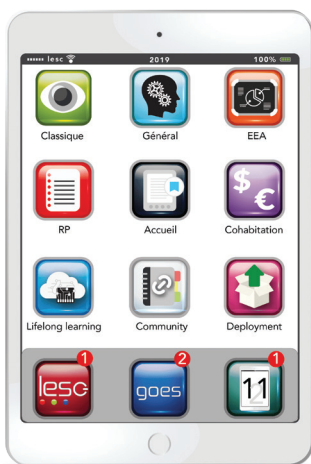 lesc 2019 100%
Classique Général EEA
RP Accueil Cohabitation
$ €
Lifelong learning Community Deployment
1 2 1
lesc goes 11